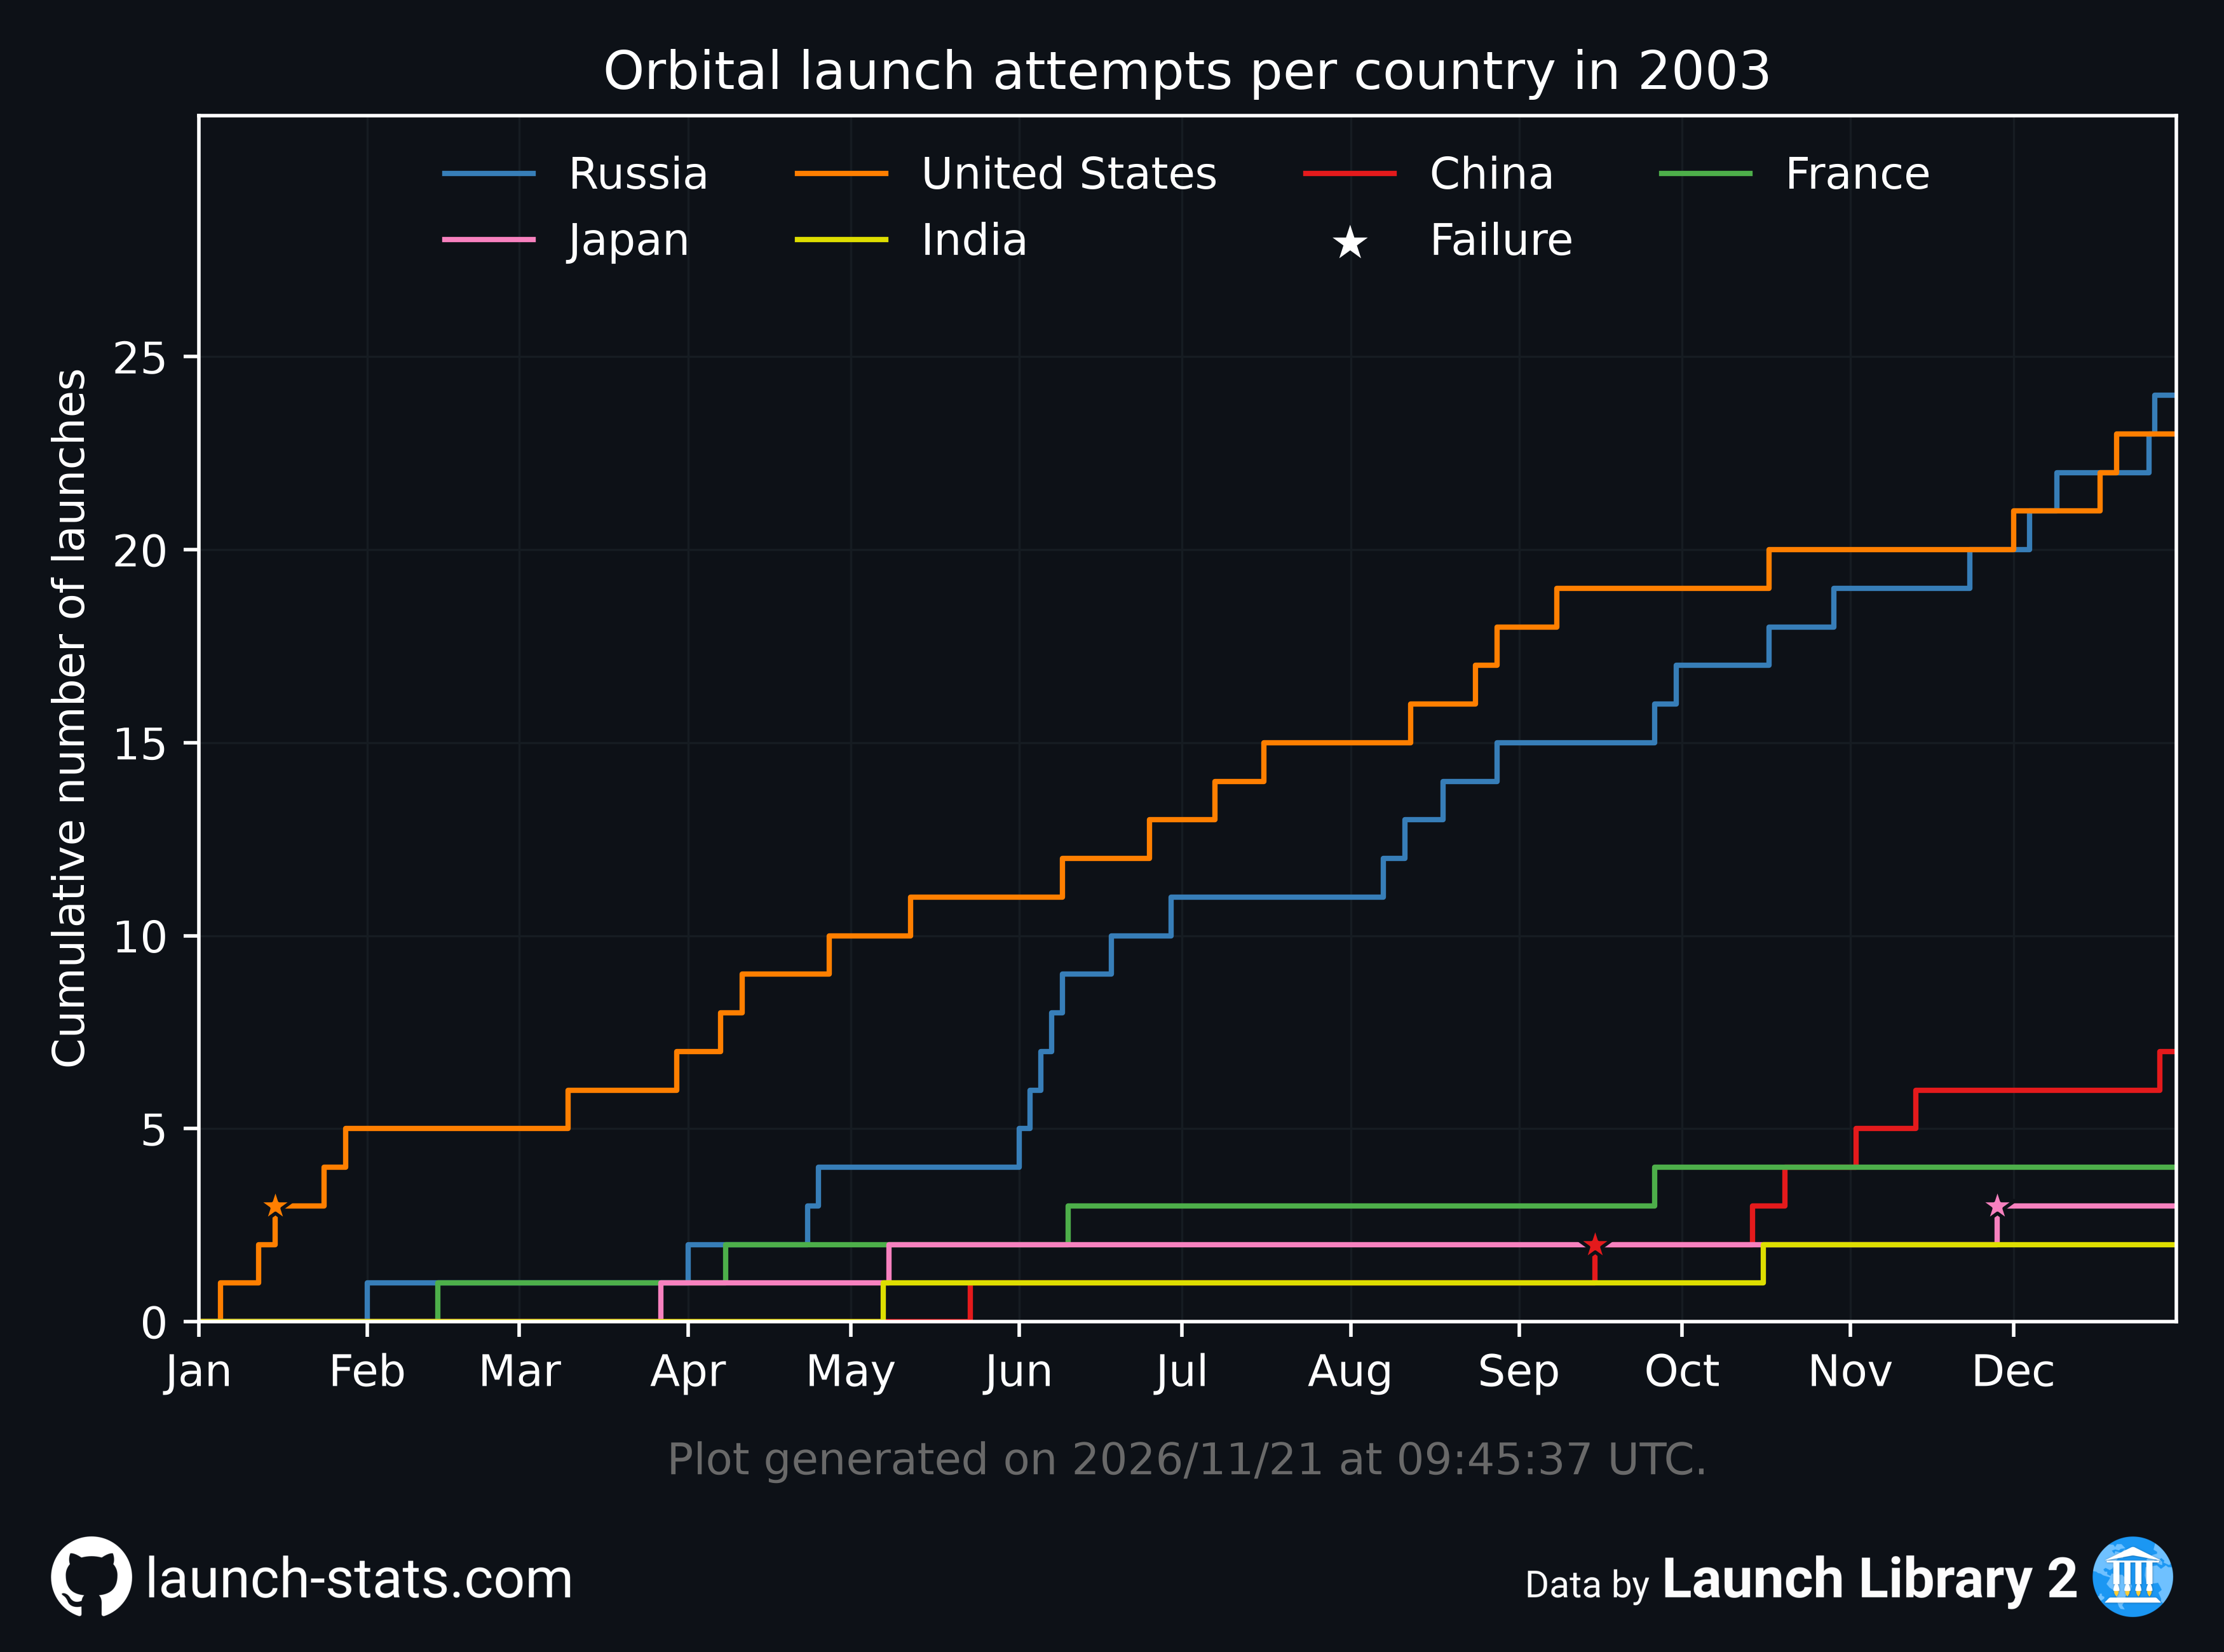 Orbital launch attempts per country in 2003
Russia United States China France
Japan India Failure
Cumulative number of launches
25
20
15
10
5
0
Jan Feb Mar Apr May Jun Jul Aug Sep Oct Nov Dec
Plot generated on 2026/11/21 at 09:45:37 UTC.
launch-stats.com
Data by Launch Library 2